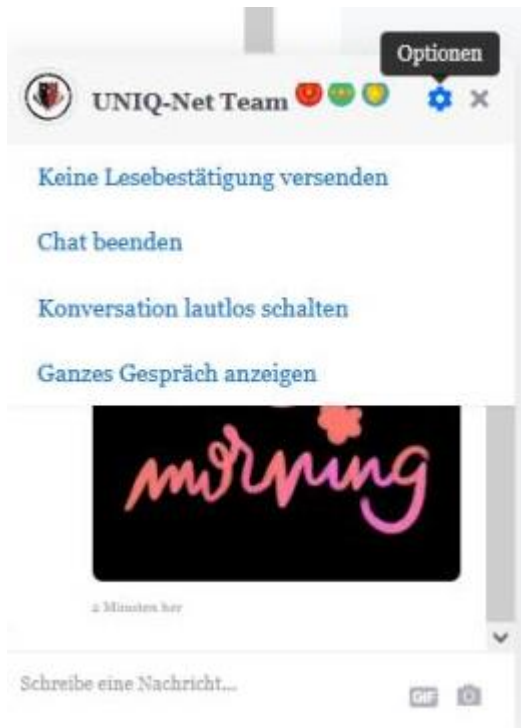 Optionen
UNIQ-Net Team
Keine Lesebestätigung versenden
Chat beenden
Konversation lautlos schalten
Ganzes Gespräch anzeigen
morning
2 Minuten her
Schreibe eine Nachricht...
GIF